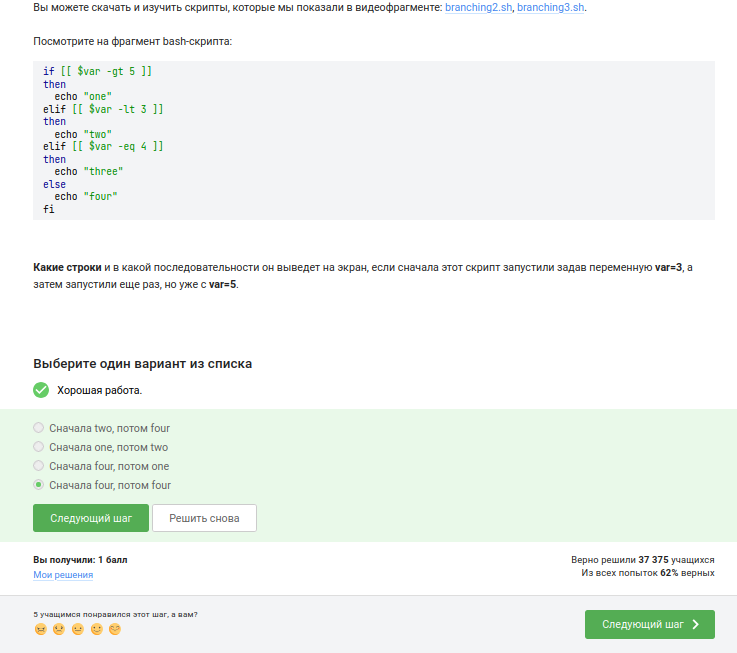 Вы можете скачать и изучить скрипты, которые мы показали в видеофрагменте: branching2.sh, branching3.sh.
Посмотрите на фрагмент bash-скрипта:
if [[ $var -gt 5 ]]
then
  echo "one"
elif [[ $var -lt 3 ]]
then
  echo "two"
elif [[ $var -eq 4 ]]
then
  echo "three"
else
  echo "four"
fi
Какие строки и в какой последовательности он выведет на экран, если сначала этот скрипт запустили задав переменную var=3, а
затем запустили еще раз, но уже с var=5.
Выберите один вариант из списка
Хорошая работа.
Сначала two, потом four
Сначала one, потом two
Сначала four, потом one
Сначала four, потом four
Следующий шаг Решить снова
Вы получили: 1 балл
Мои решения
Верно решили 37 375 учащихся
Из всех попыток 62% верных
5 учащимся понравился этот шаг, а вам?
Следующий шаг